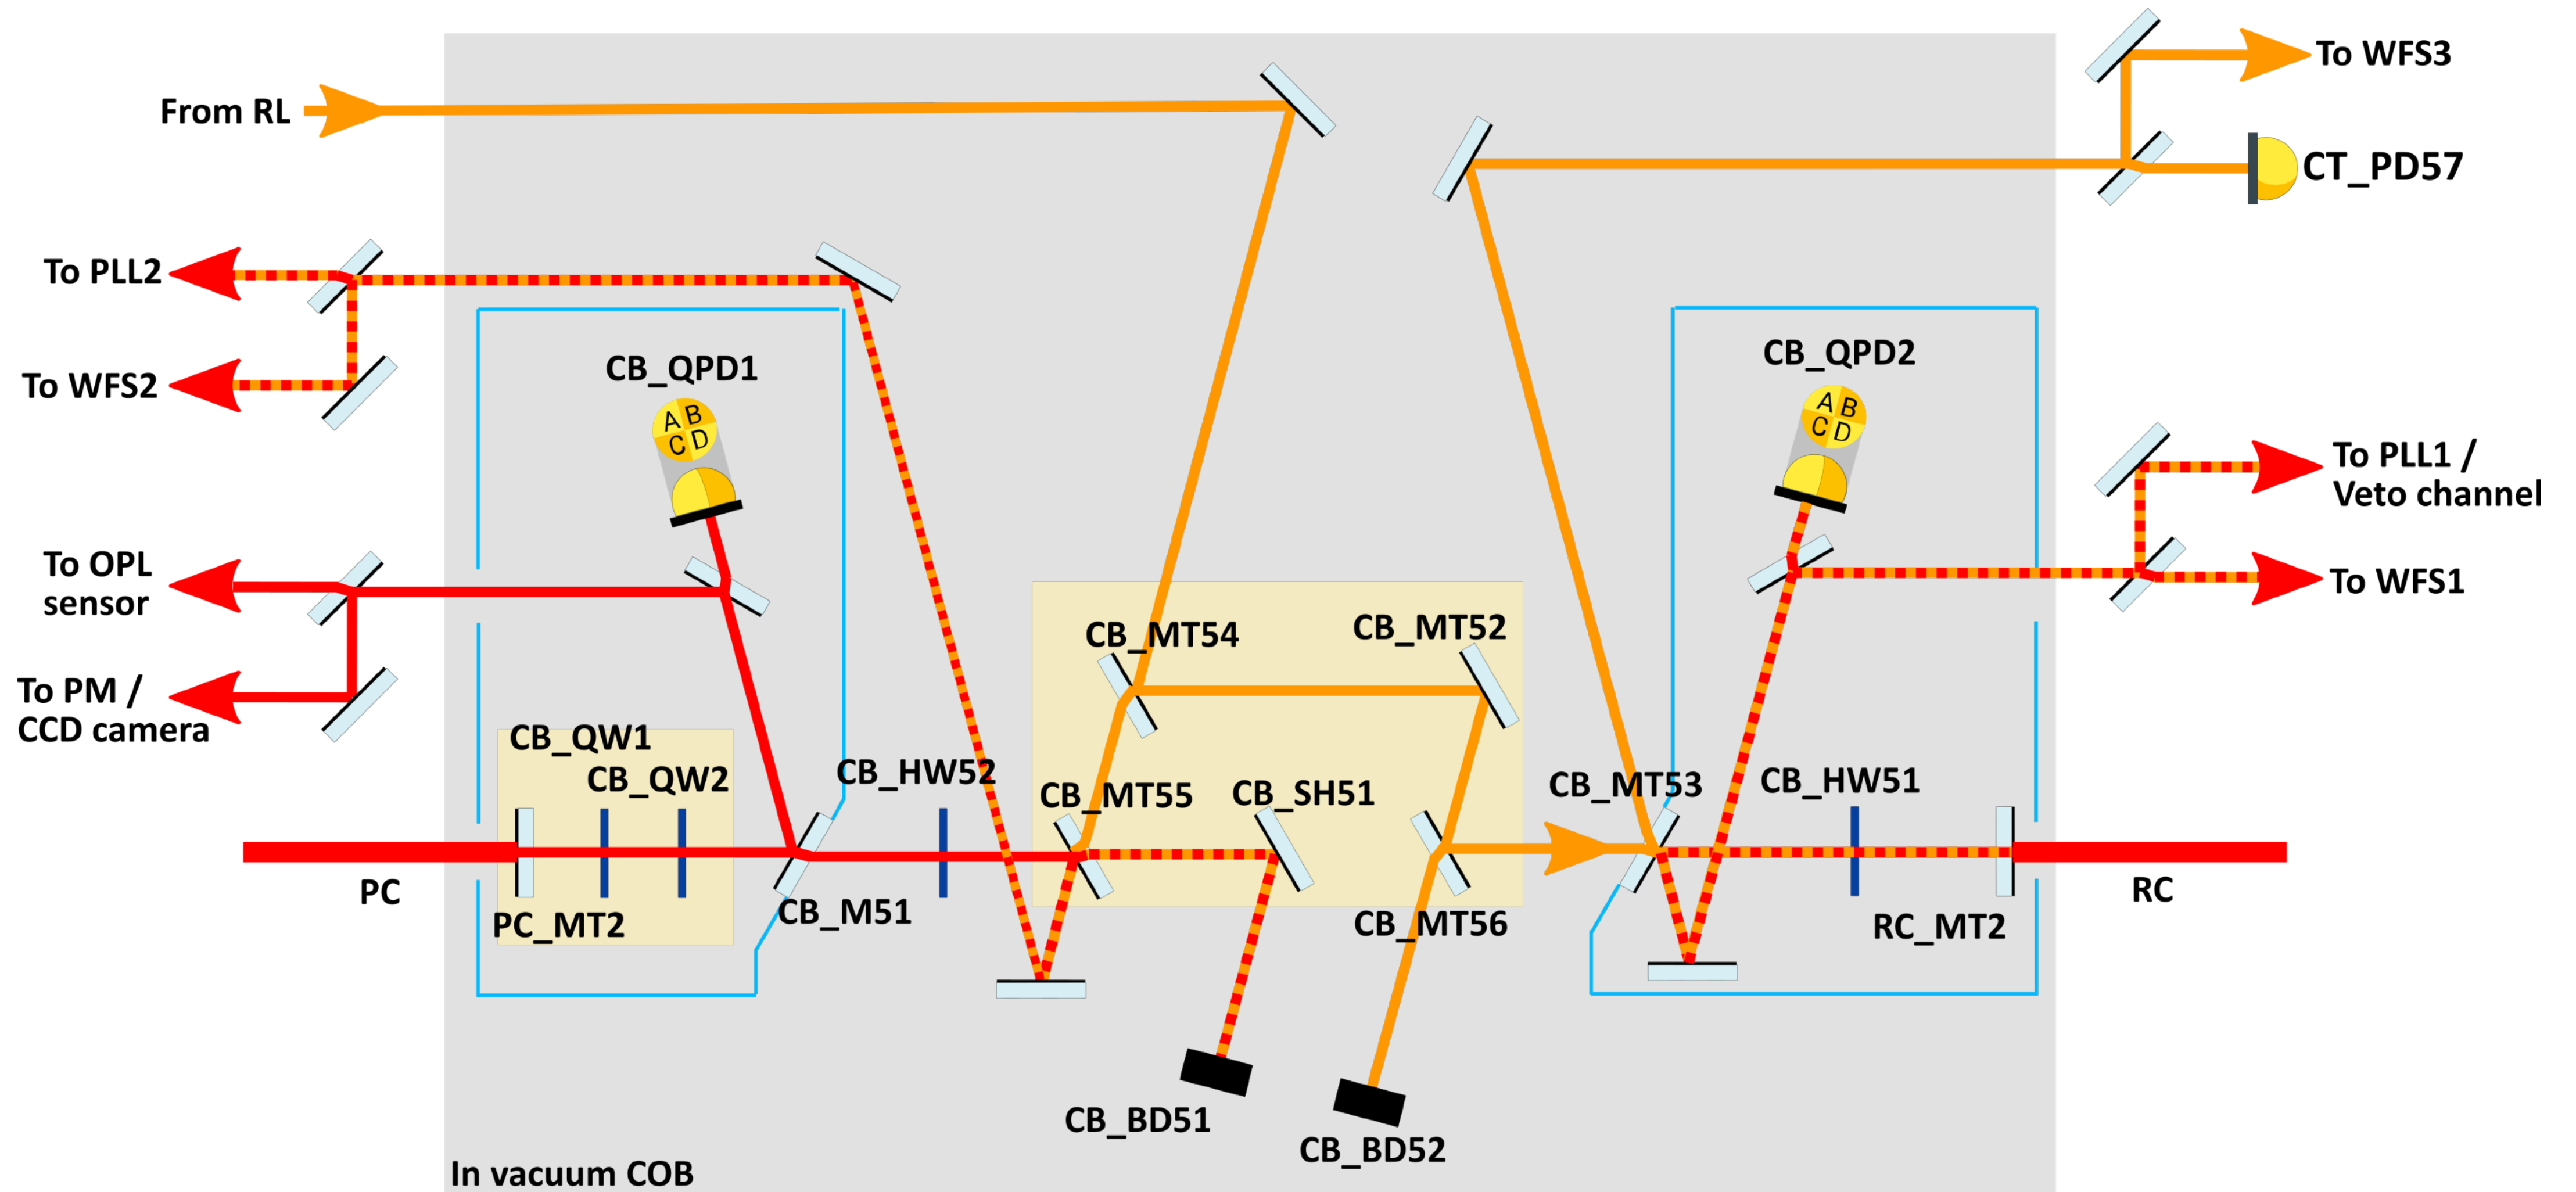 To WFS3
From RL
CT_PD57
To PLL2
CB_QPD2
CB_QPD1
To WFS2
A B
C D
A B
C D
To PLL1 /
Veto channel
To OPL
sensor
To WFS1
CB_MT54
CB_MT52
To PM /
CCD camera
CB_QW1
CB_QW2
CB_HW52
CB_MT55
CB_SH51
CB_MT53
CB_HW51
PC
PC_MT2
CB_M51
CB_MT56
RC_MT2
RC
CB_BD51
CB_BD52
In vacuum COB